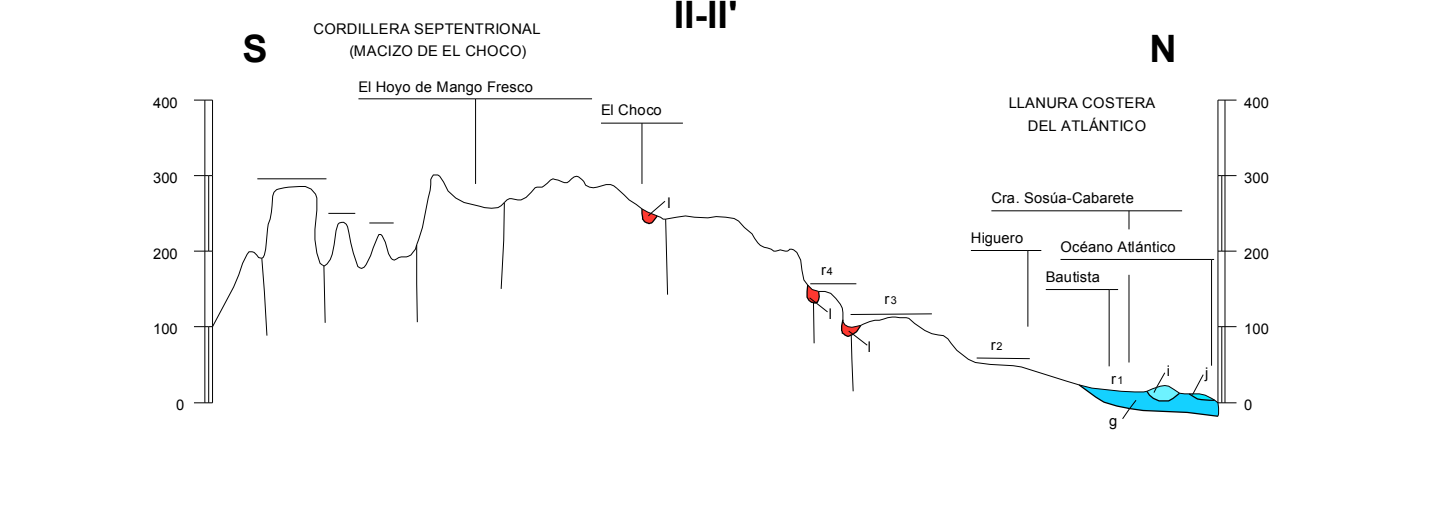 II-II'
S
CORDILLERA SEPTENTRIONAL
(MACIZO DE EL CHOCO)
N
El Hoyo de Mango Fresco
El Choco
LLANURA COSTERA
DEL ATLÁNTICO
400
300
200
100
0
400
300
200
100
0
Cra. Sosúa-Cabarete
Higuero
Océano Atlántico
Bautista
l
r4
l
r3
l
r2
r1
i
j
g